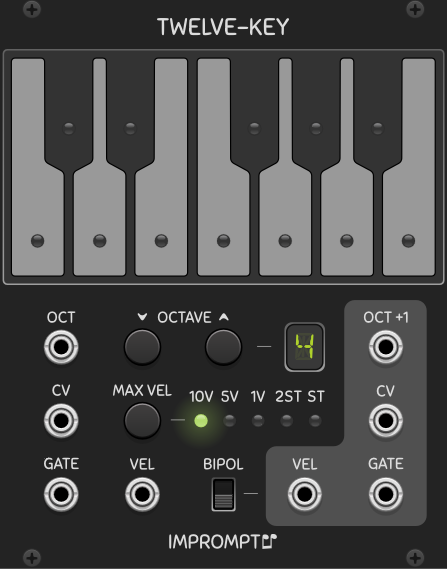 TWELVE-KEY
OCT
OCTAVE
4
OCT +1
CV
MAX VEL
10V 5V 1V 2ST ST
CV
GATE
VEL
BIPOL
VEL
GATE
IMPROMPTU